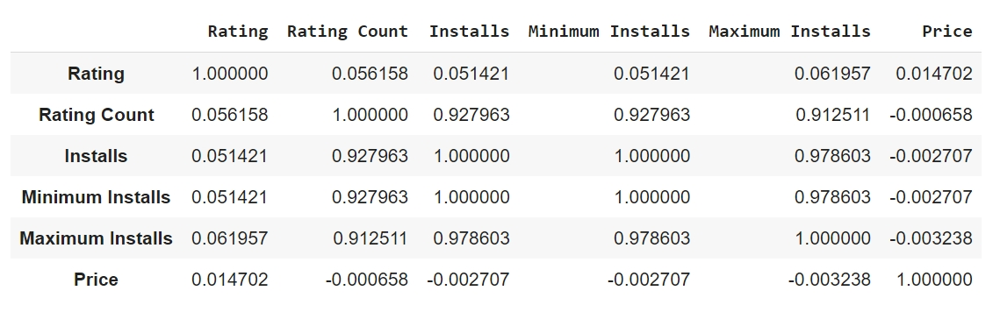 Rating Rating Count Installs Minimum Installs Maximum Installs Price
Rating 1.000000 0.056158 0.051421 0.051421 0.061957 0.014702
Rating Count 0.056158 1.000000 0.927963 0.927963 0.912511 -0.000658
Installs 0.051421 0.927963 1.000000 1.000000 0.978603 -0.002707
Minimum Installs 0.051421 0.927963 1.000000 1.000000 0.978603 -0.002707
Maximum Installs 0.061957 0.912511 0.978603 0.978603 1.000000 -0.003238
Price 0.014702 -0.000658 -0.002707 -0.002707 -0.003238 1.000000